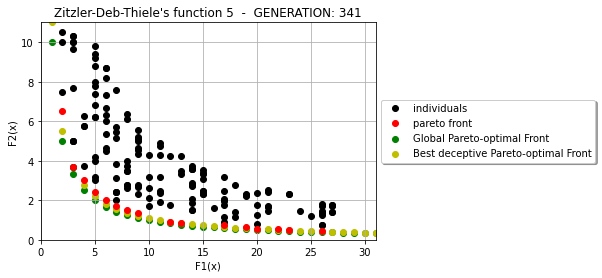 Zitzler-Deb-Thiele's function 5 - GENERATION: 341
10
8
6
4
2
0
F2(x)
0 5 10 15 20 25 30
F1(x)
individuals
pareto front
Global Pareto-optimal Front
Best deceptive Pareto-optimal Front